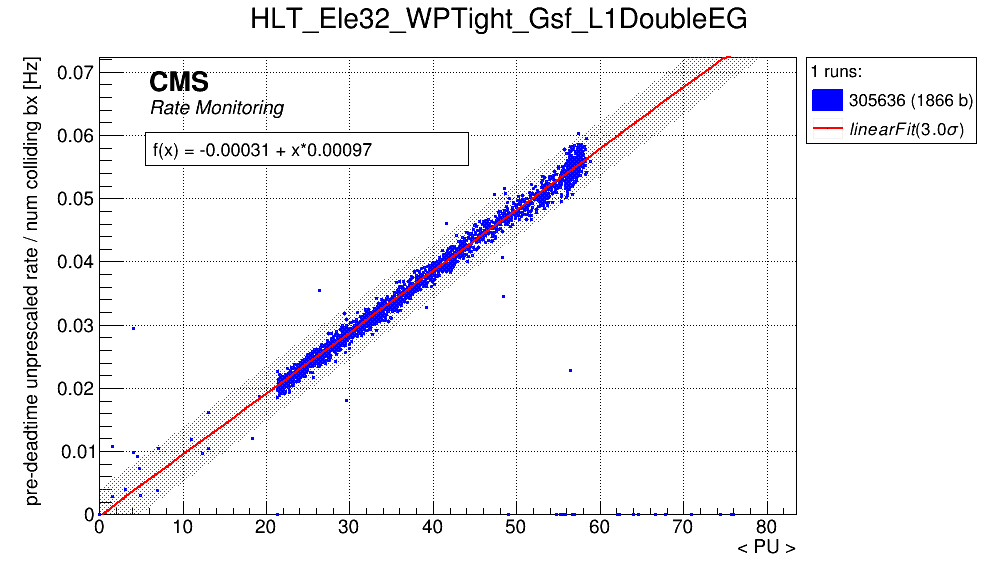 HLT_Ele32_WPTight_Gsf_L1DoubleEG
pre-deadtime unprescaled rate / num colliding bx [Hz]
0.07
0.06
0.05
0.04
0.03
0.02
0.01
0
CMS
Rate Monitoring
f(x) = -0.00031 + x*0.00097
0 10 20 30 40 50 60 70 80
< PU >
1 runs:
305636 (1866 b)
linearFit(3.0σ)